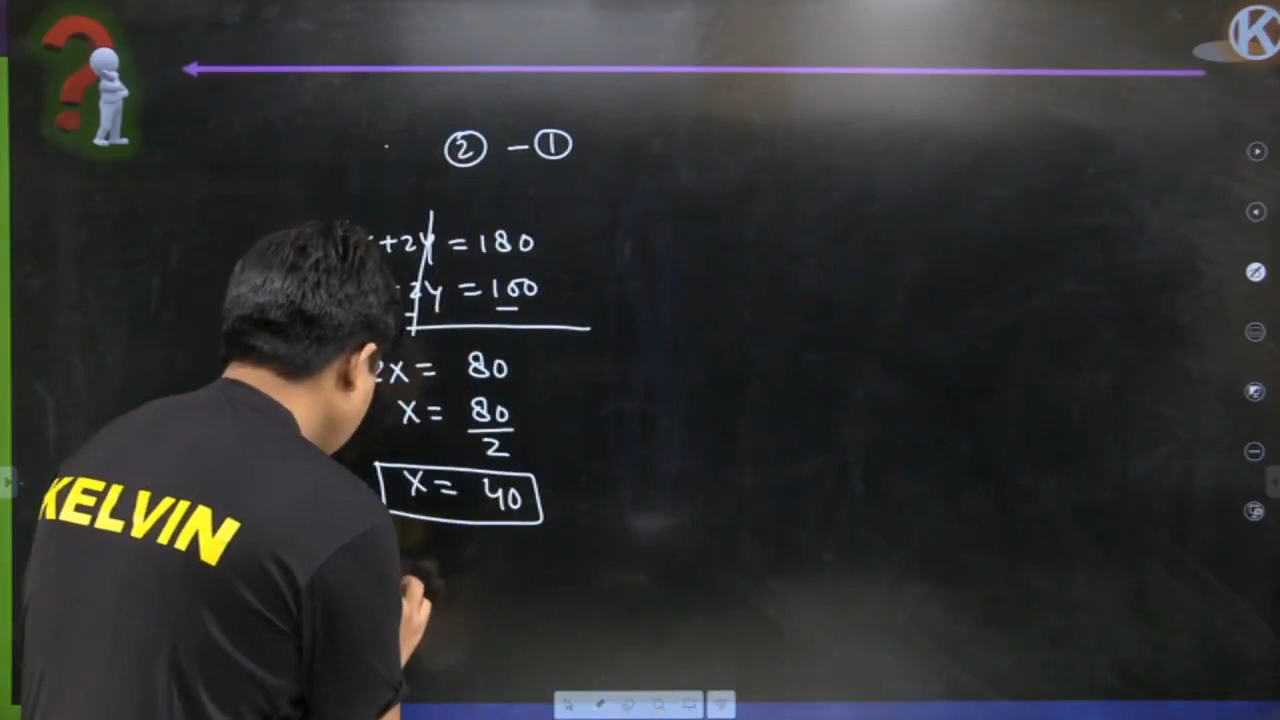 K
② - ①
+2y = 180
2y = 100
2x = 80
x = 80
2
x = 40
KELVIN